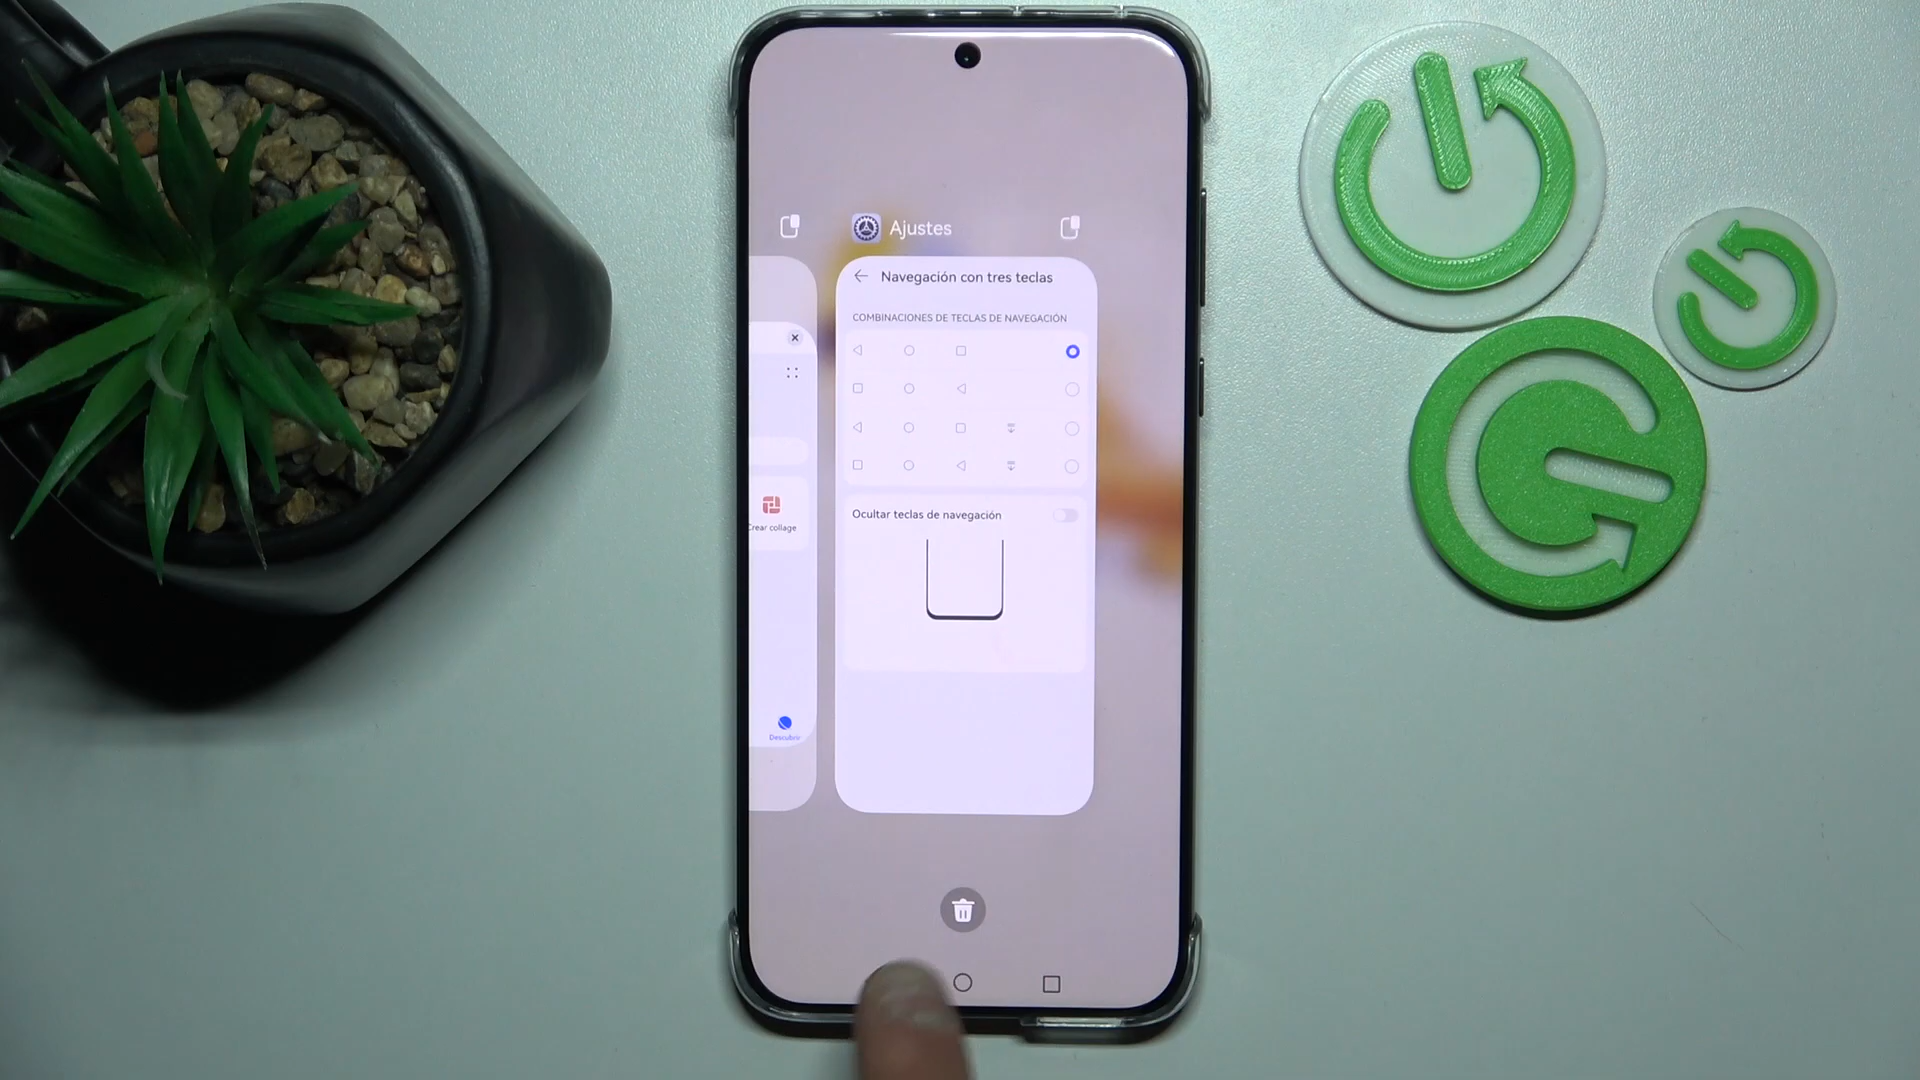 Ajustes
Navegación con tres teclas
COMBINACIONES DE TECLAS DE NAVEGACIÓN
Ocultar teclas de navegación
Crear collage
Descubrir